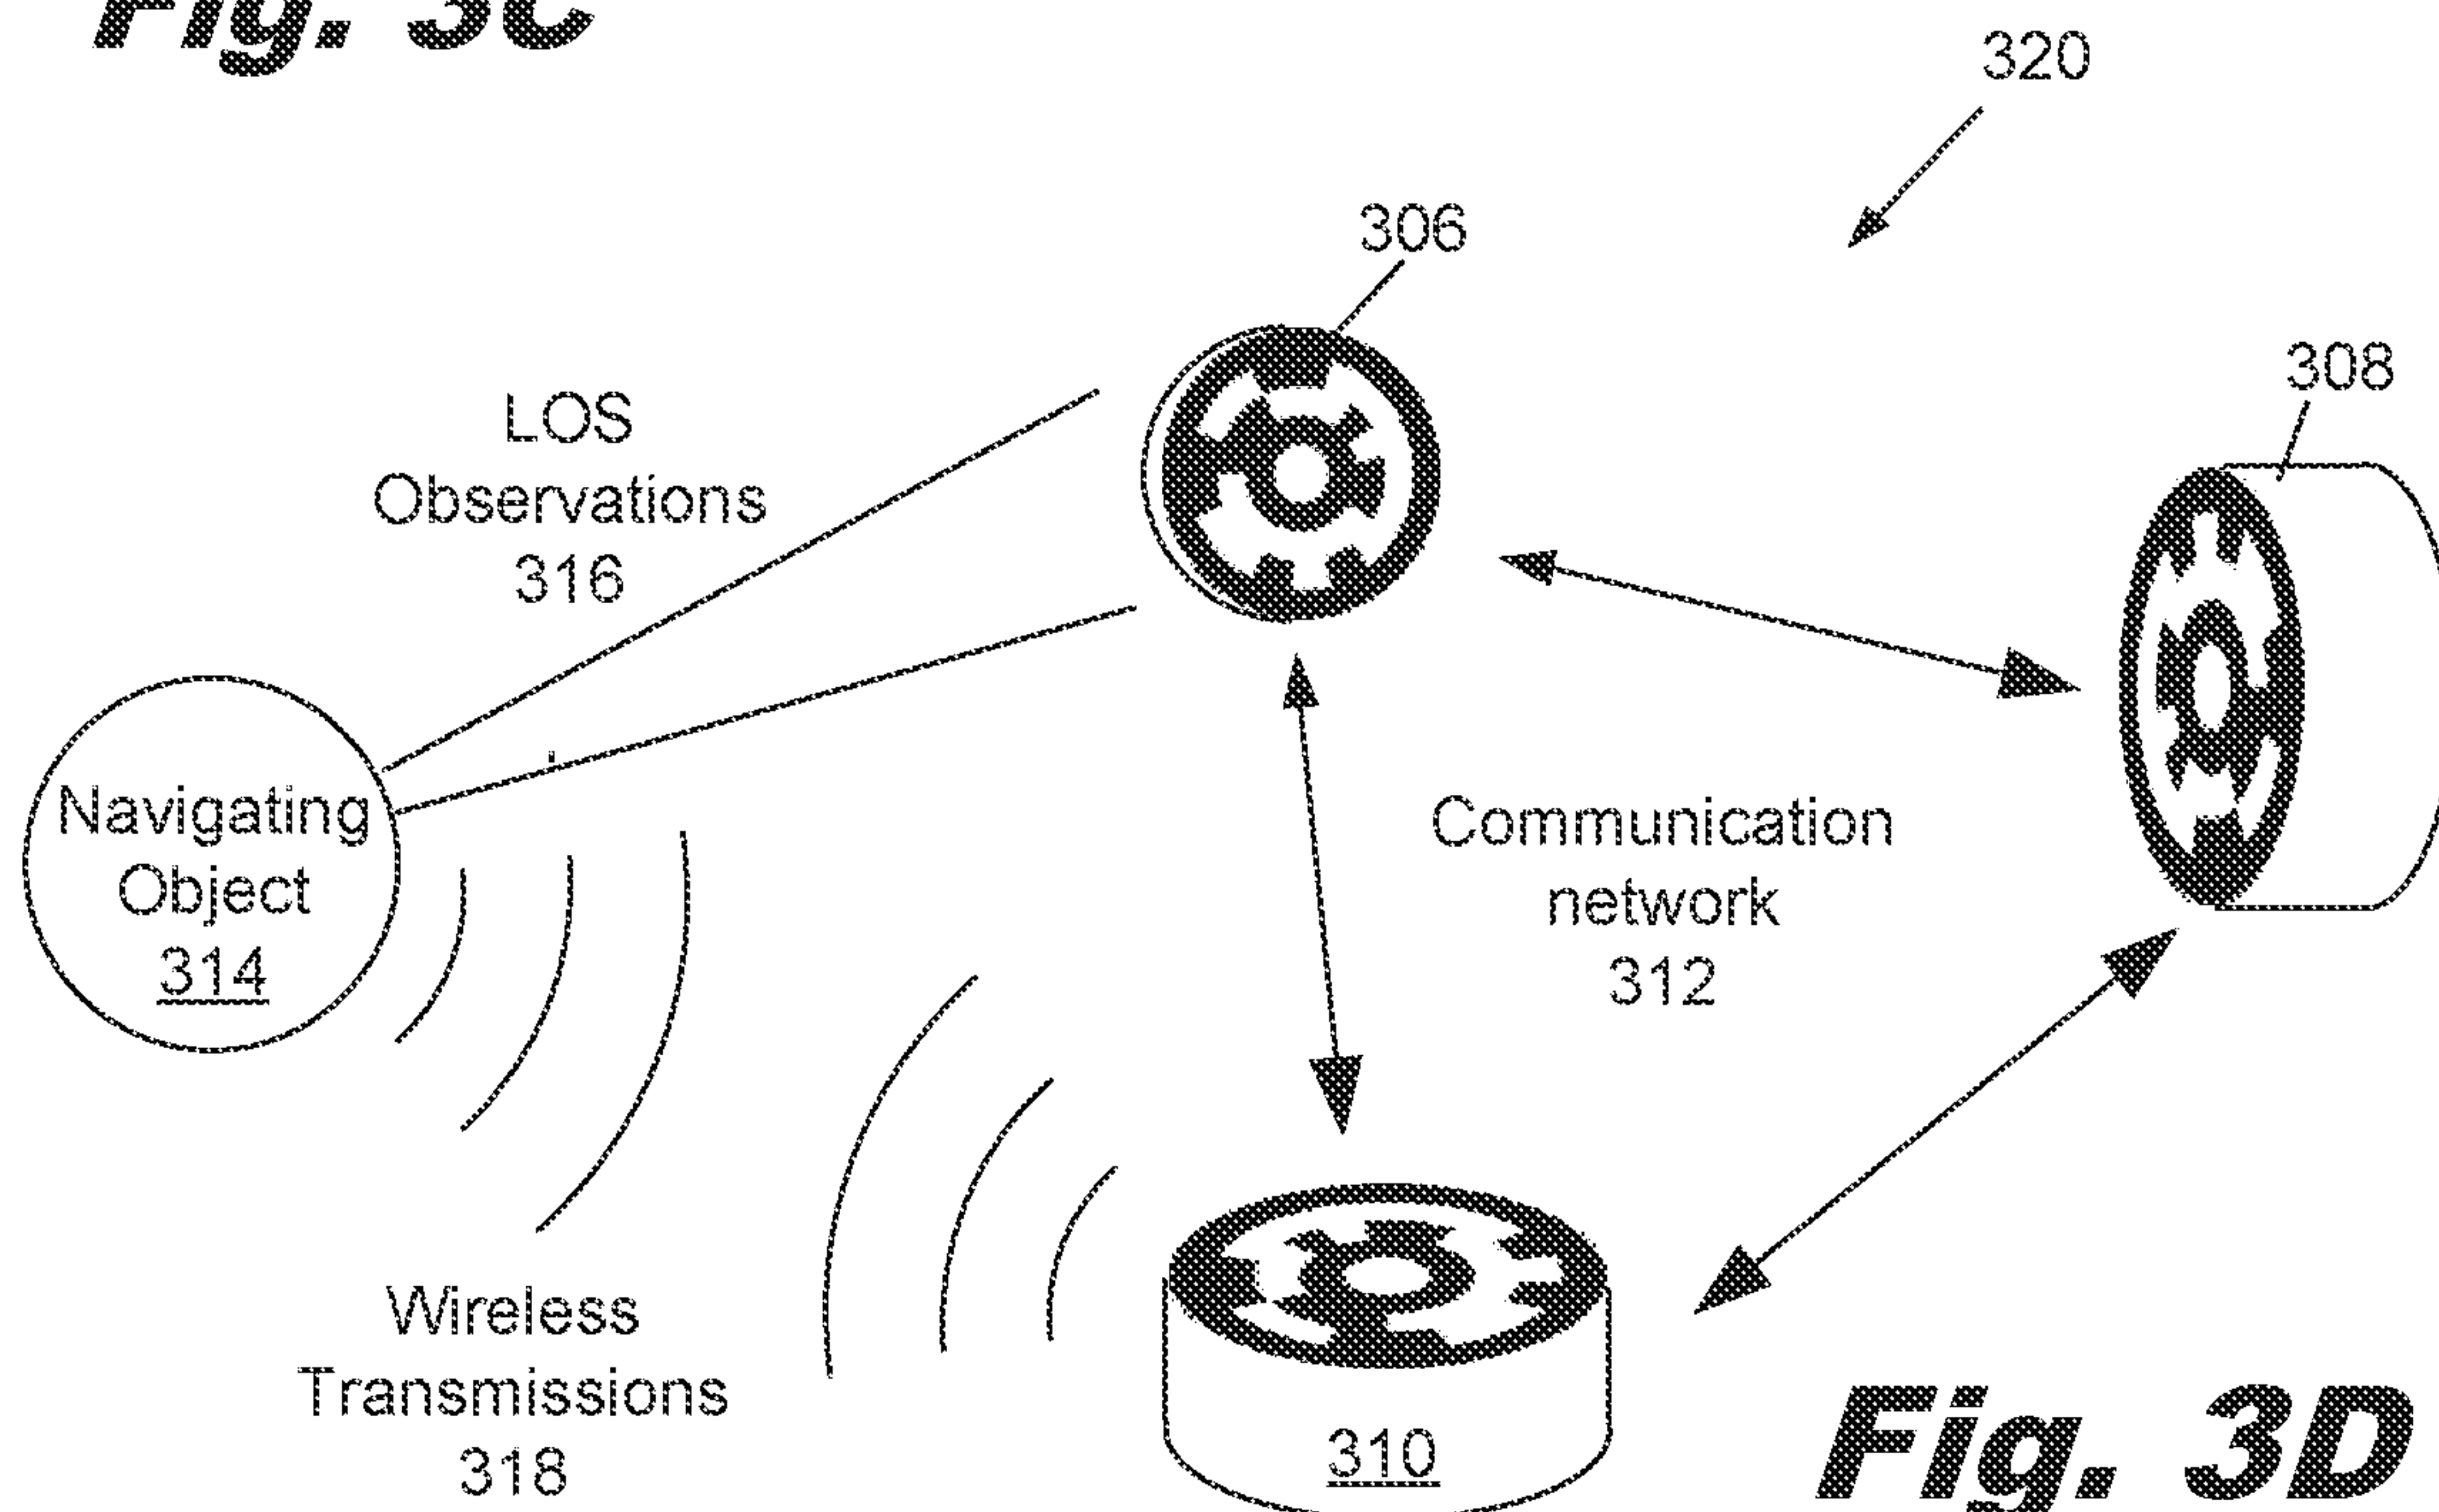 Fig. 3C
320
306
308
LOS
Observations
316
Navigating
Object
314
Communication
network
312
Wireless
Transmissions
318
310
Fig. 3D